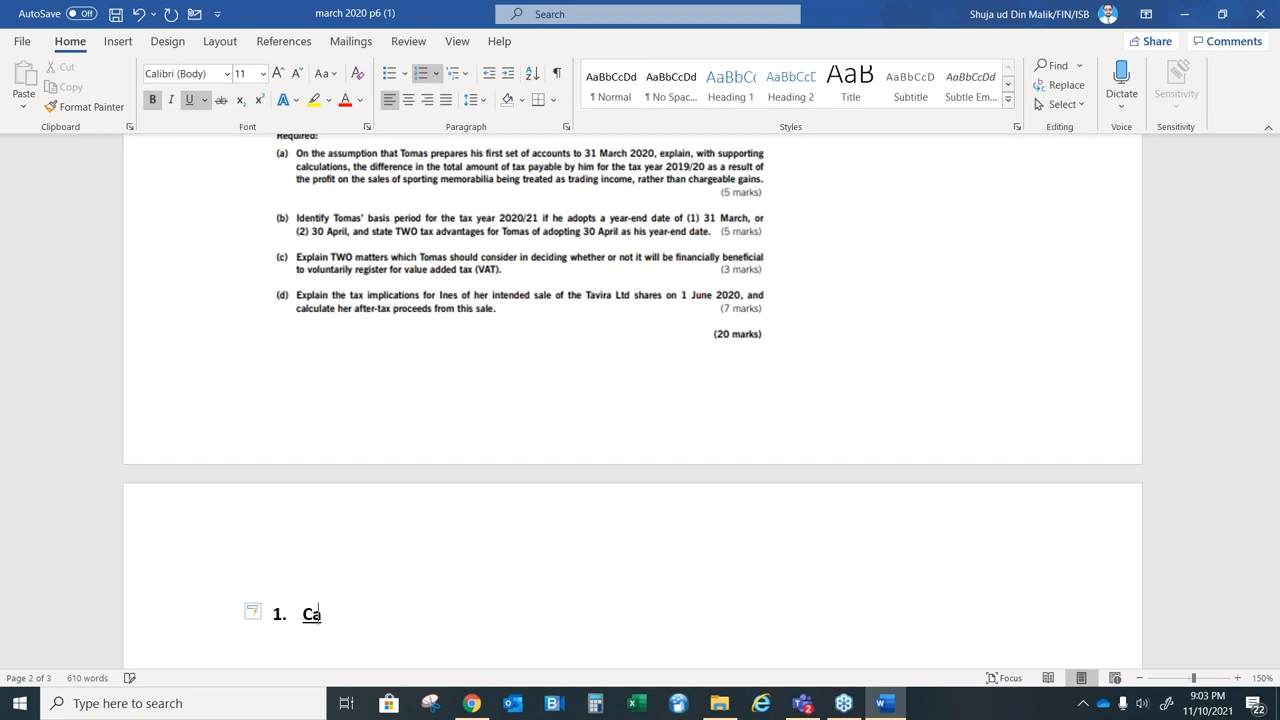 AutoSave Off march 2020 p6 (1) Search Shuja ud Din Malik/FIN/ISB
File Home Insert Design Layout References Mailings Review View Help Share Comments
Paste Cut Copy Format Painter
Calibri (Body) 11
AaBbCcDd AaBbCcDd AaBbCc AaBbCcE AaB AaBbCcD AaBbCcDd
¶ Normal ¶ No Spac... Heading 1 Heading 2 Title Subtitle Subtle Em...
Find Replace Select Dictate Sensitivity
Clipboard Font Paragraph Styles Editing Voice Sensitivity
Required:
(a) On the assumption that Tomas prepares his first set of accounts to 31 March 2020, explain, with supporting
calculations, the difference in the total amount of tax payable by him for the tax year 2019/20 as a result of
the profit on the sales of sporting memorabilia being treated as trading income, rather than chargeable gains.
(5 marks)
(b) Identify Tomas' basis period for the tax year 2020/21 if he adopts a year-end date of (1) 31 March, or
(2) 30 April, and state TWO tax advantages for Tomas of adopting 30 April as his year-end date. (5 marks)
(c) Explain TWO matters which Tomas should consider in deciding whether or not it will be financially beneficial
to voluntarily register for value added tax (VAT). (3 marks)
(d) Explain the tax implications for Ines of her intended sale of the Tavira Ltd shares on 1 June 2020, and
calculate her after-tax proceeds from this sale. (7 marks)
(20 marks)
1. Ca
Page 2 of 3 610 words Focus 150%
Type here to search 9:03 PM
11/10/2021 22